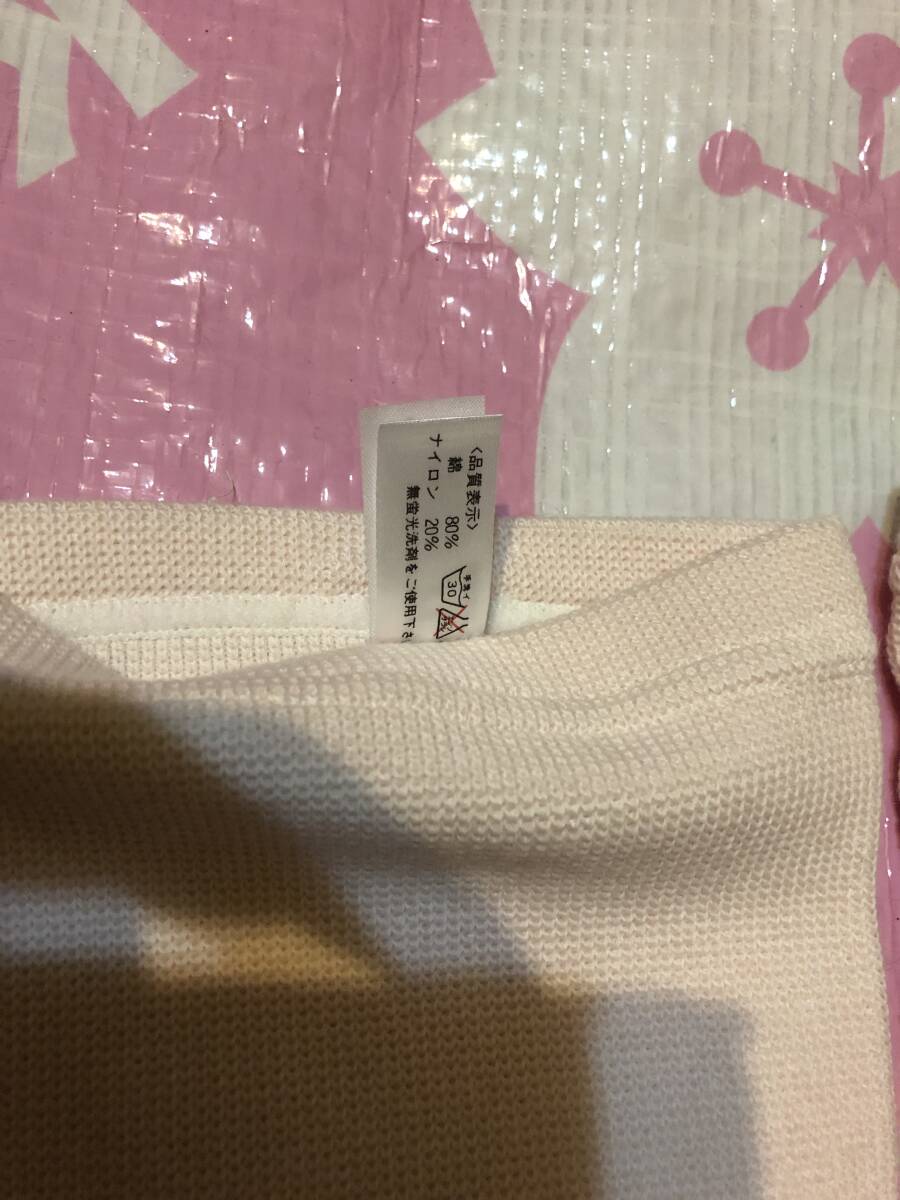 〈品質表示〉
綿 80%
ナイロン 20%
無蛍光洗剤をご使用下さ
手洗イ
30